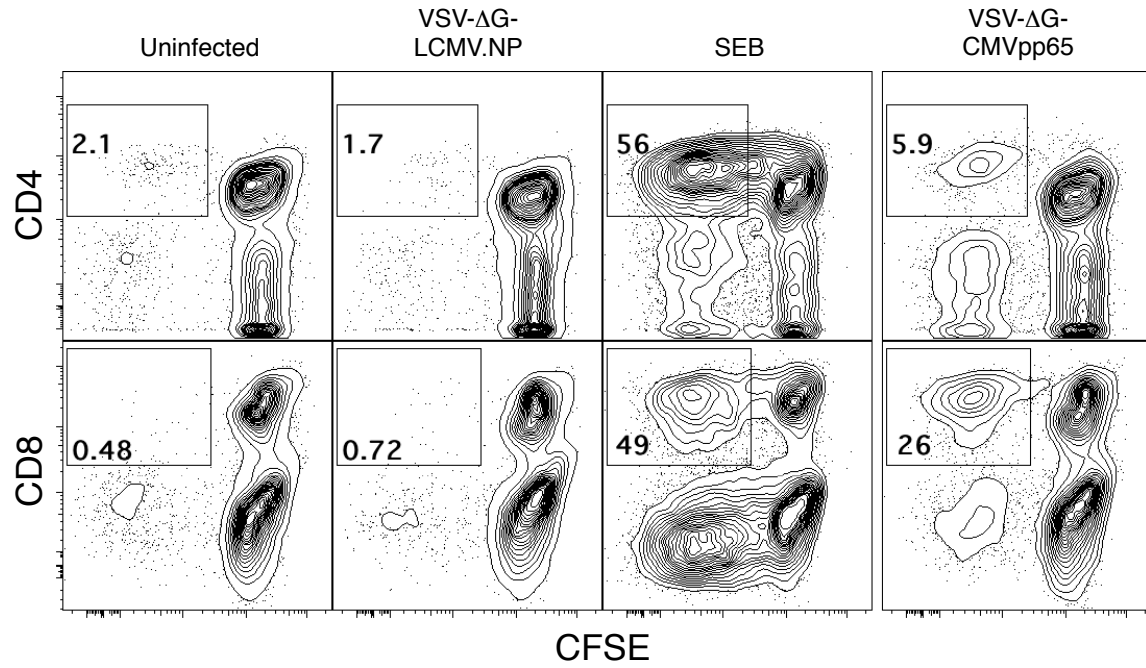 Uninfected
VSV-ΔG-
LCMV.NP
SEB
VSV-ΔG-
CMVpp65
CD4
2.1
1.7
56
5.9
CD8
0.48
0.72
49
26
CFSE